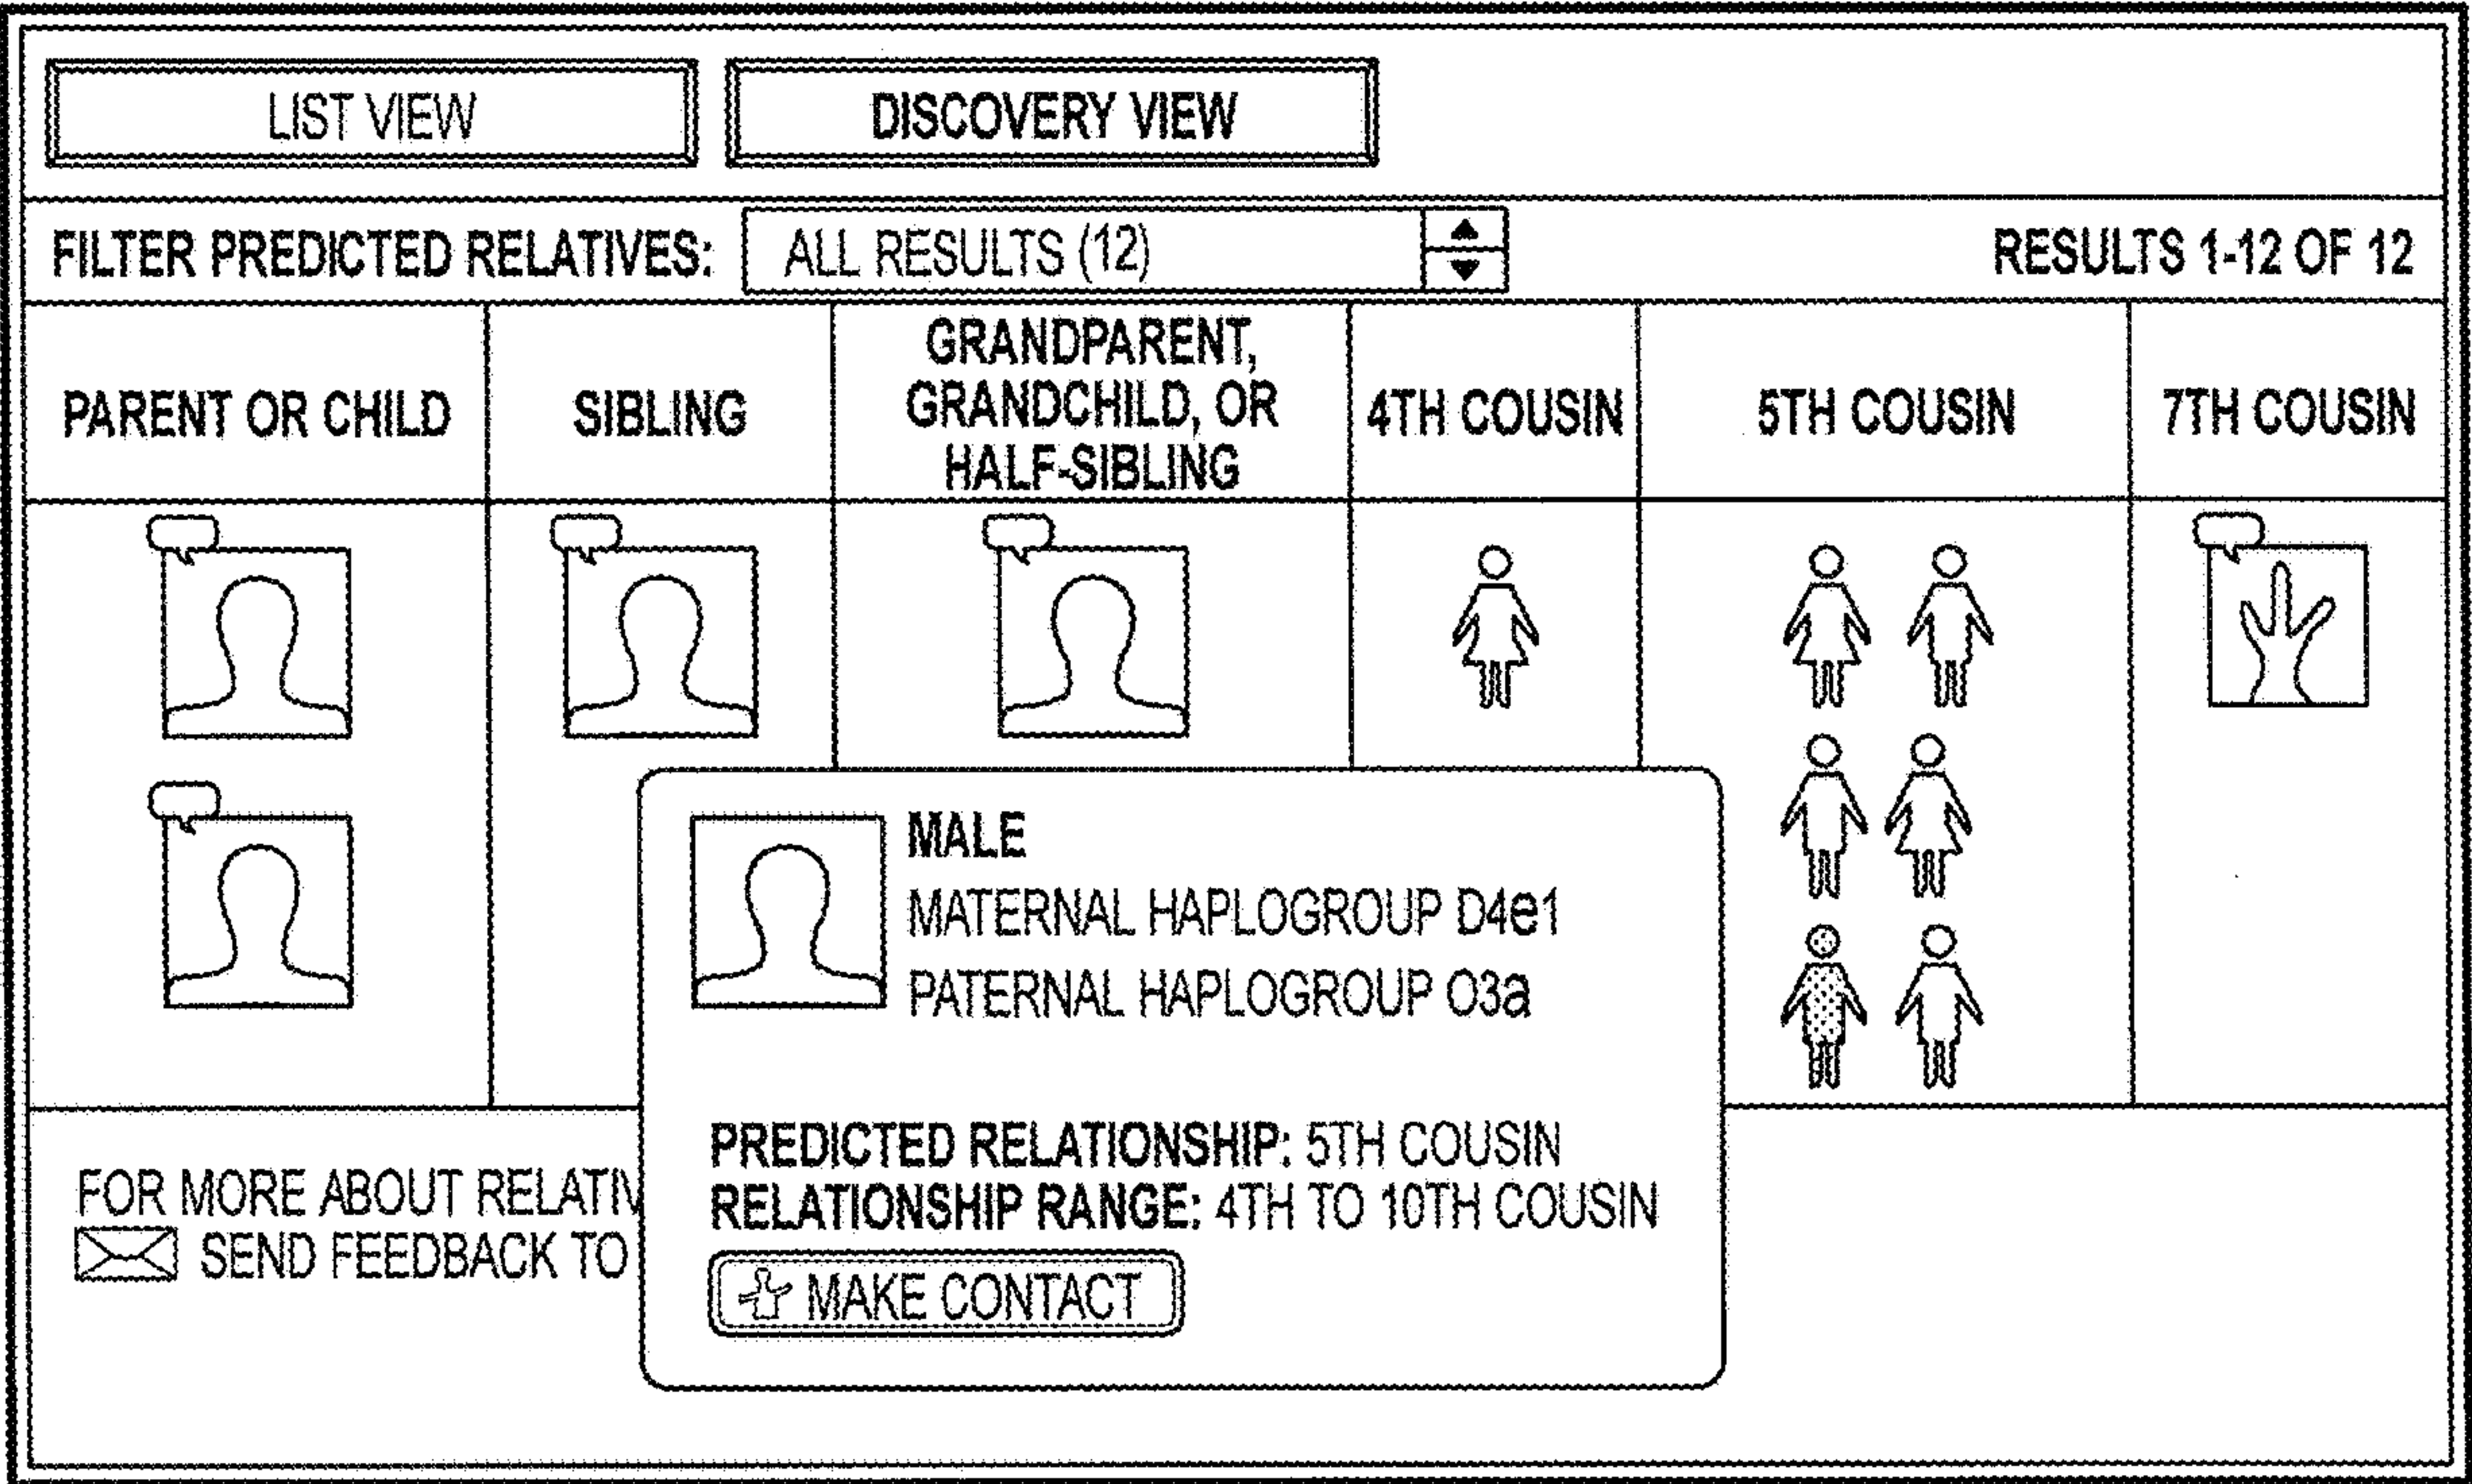 LIST VIEW
DISCOVERY VIEW
FILTER PREDICTED RELATIVES:
ALL RESULTS (12)
RESULTS 1-12 OF 12
PARENT OR CHILD
SIBLING
GRANDPARENT,
GRANDCHILD, OR
HALF-SIBLING
4TH COUSIN
5TH COUSIN
7TH COUSIN
MALE
MATERNAL HAPLOGROUP D4e1
PATERNAL HAPLOGROUP O3a
PREDICTED RELATIONSHIP: 5TH COUSIN
RELATIONSHIP RANGE: 4TH TO 10TH COUSIN
MAKE CONTACT
FOR MORE ABOUT
SEND FEEDBACK TO